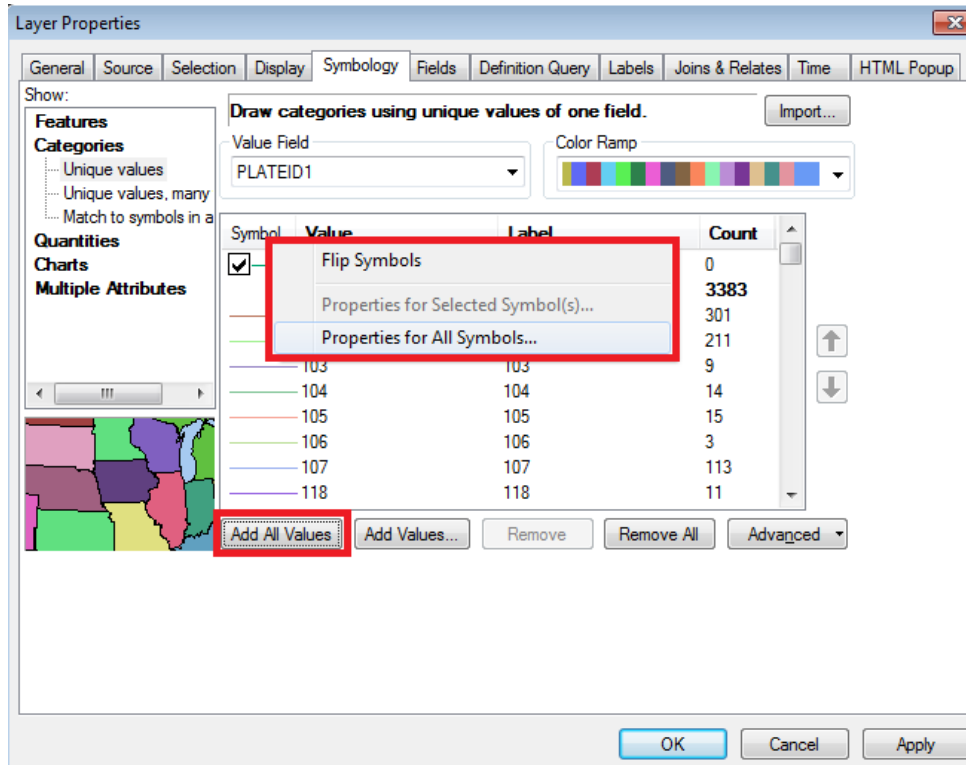 Layer Properties
General Source Selection Display Symbology Fields Definition Query Labels Joins & Relates Time HTML Popup
Show:
Features
Categories
Unique values
Unique values, many
Match to symbols in a
Quantities
Charts
Multiple Attributes
Draw categories using unique values of one field.
Import...
Value Field
Color Ramp
PLATEID1
Symbol Value Label Count
Flip Symbols
Properties for Selected Symbol(s)...
Properties for All Symbols...
0
3383
301
211
103 103 9
104 104 14
105 105 15
106 106 3
107 107 113
118 118 11
Add All Values Add Values... Remove Remove All Advanced
OK Cancel Apply